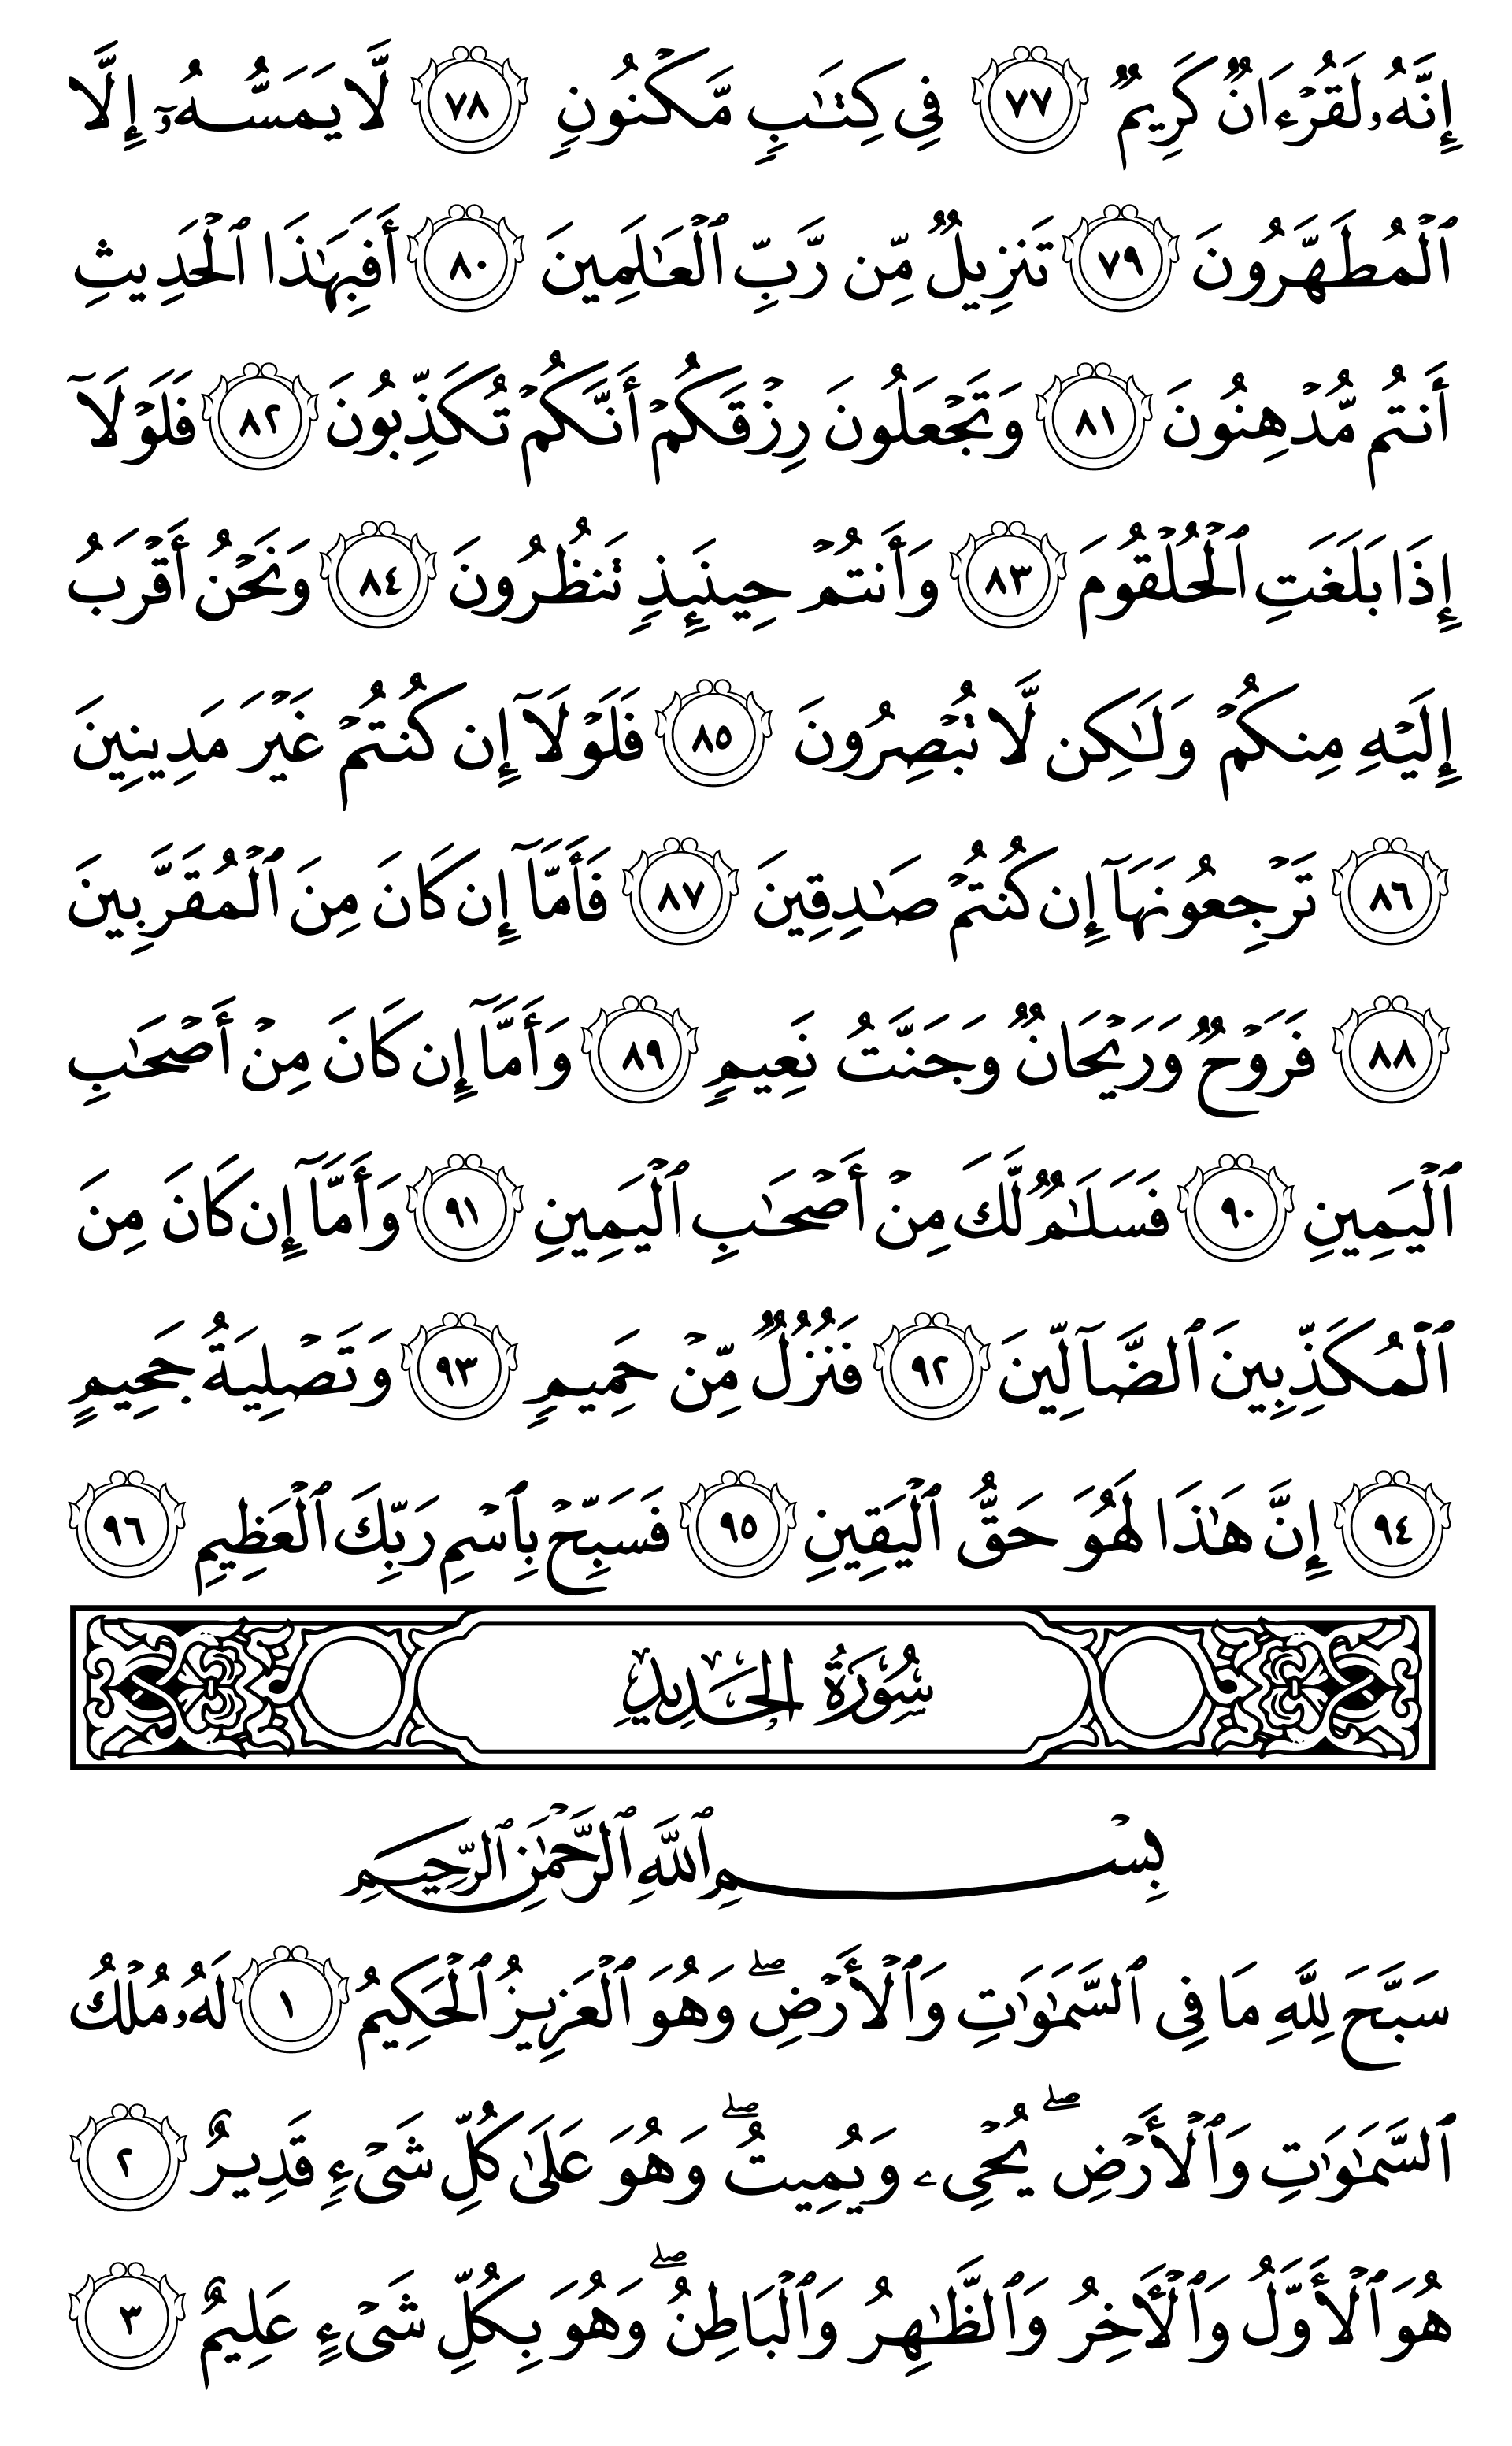 إِنَّهُۥ لَقُرۡءَانٌ كَرِيمٌ ٧٧ فِى كِتَٰبٍ مَّكۡنُونٍ ٧٨ لَّا يَمَسُّهُۥٓ إِلَّا
ٱلۡمُطَهَّرُونَ ٧٩ تَنزِيلٌ مِّن رَّبِّ ٱلۡعَٰلَمِينَ ٨٠ أَفَبِهَٰذَا ٱلۡحَدِيثِ
أَنتُم مُّدۡهِنُونَ ٨١ وَتَجۡعَلُونَ رِزۡقَكُمۡ أَنَّكُمۡ تُكَذِّبُونَ ٨٢ فَلَوۡلَآ
إِذَا بَلَغَتِ ٱلۡحُلۡقُومَ ٨٣ وَأَنتُمۡ حِينَئِذٍ تَنظُرُونَ ٨٤ وَنَحۡنُ أَقۡرَبُ
إِلَيۡهِ مِنكُمۡ وَلَٰكِن لَّا تُبۡصِرُونَ ٨٥ فَلَوۡلَآ إِن كُنتُمۡ غَيۡرَ مَدِينِينَ
٨٦ تَرۡجِعُونَهَآ إِن كُنتُمۡ صَٰدِقِينَ ٨٧ فَأَمَّآ إِن كَانَ مِنَ ٱلۡمُقَرَّبِينَ
٨٨ فَرَوۡحٌ وَرَيۡحَانٌ وَجَنَّتُ نَعِيمٍ ٨٩ وَأَمَّآ إِن كَانَ مِنۡ أَصۡحَٰبِ
ٱلۡيَمِينِ ٩٠ فَسَلَٰمٌ لَّكَ مِنۡ أَصۡحَٰبِ ٱلۡيَمِينِ ٩١ وَأَمَّآ إِن كَانَ مِنَ
ٱلۡمُكَذِّبِينَ ٱلضَّآلِّينَ ٩٢ فَنُزُلٌ مِّنۡ حَمِيمٍ ٩٣ وَتَصۡلِيَةُ جَحِيمٍ
٩٤ إِنَّ هَٰذَا لَهُوَ حَقُّ ٱلۡيَقِينِ ٩٥ فَسَبِّحۡ بِٱسۡمِ رَبِّكَ ٱلۡعَظِيمِ ٩٦
سُورَةُ الحَدِيدِ
بِسۡمِ ٱللَّهِ ٱلرَّحۡمَٰنِ ٱلرَّحِيمِ
سَبَّحَ لِلَّهِ مَا فِى ٱلسَّمَٰوَٰتِ وَٱلۡأَرۡضِۖ وَهُوَ ٱلۡعَزِيزُ ٱلۡحَكِيمُ ١ لَهُۥ مُلۡكُ
ٱلسَّمَٰوَٰتِ وَٱلۡأَرۡضِۖ يُحۡىِۦ وَيُمِيتُۖ وَهُوَ عَلَىٰ كُلِّ شَىۡءٍ قَدِيرٌ ٢
هُوَ ٱلۡأَوَّلُ وَٱلۡأٓخِرُ وَٱلظَّٰهِرُ وَٱلۡبَاطِنُۖ وَهُوَ بِكُلِّ شَىۡءٍ عَلِيمٌ ٣